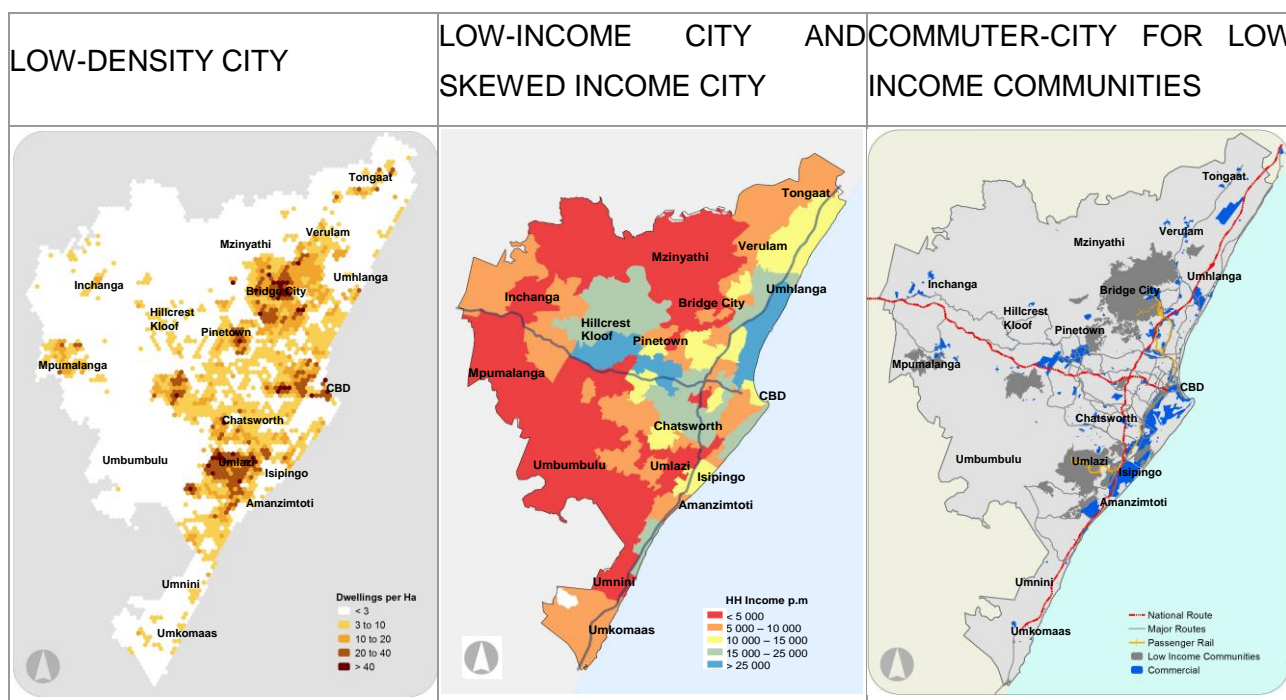 LOW-DENSITY CITY
LOW-INCOME CITY AND
SKEWED INCOME CITY
COMMUTER-CITY FOR LOW
INCOME COMMUNITIES
Tongaat
Verulam
Mzinyathi
Umhlanga
Inchanga
Bridge City
Hillcrest
Kloof
Pinetown
Mpumalanga
CBD
Chatsworth
Umbumbulu
Umlazi
Isipingo
Amanzimtoti
Umnini
Umkomaas
Dwellings per Ha
< 3
3 to 10
10 to 20
20 to 40
> 40
Tongaat
Verulam
Mzinyathi
Umhlanga
Inchanga
Bridge City
Hillcrest
Kloof
Pinetown
Mpumalanga
CBD
Chatsworth
Umbumbulu
Umlazi
Isipingo
Amanzimtoti
Umnini
Umkomaas
HH Income p.m
< 5 000
5 000 – 10 000
10 000 – 15 000
15 000 – 25 000
> 25 000
Tongaat
Verulam
Mzinyathi
Umhlanga
Inchanga
Bridge City
Hillcrest
Kloof
Pinetown
Mpumalanga
CBD
Chatsworth
Umbumbulu
Umlazi
Isipingo
Amanzimtoti
Umnini
Umkomaas
National Route
Major Routes
Passenger Rail
Low Income Communities
Commercial